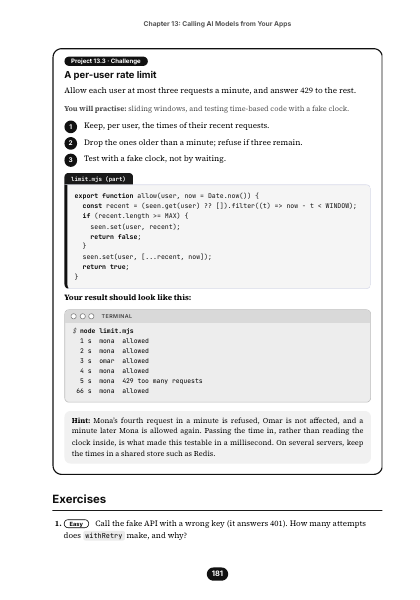 Chapter 13: Calling AI Models from Your Apps
Project 13.3 · Challenge
A per-user rate limit
Allow each user at most three requests a minute, and answer 429 to the rest.
You will practise: sliding windows, and testing time-based code with a fake clock.
1 Keep, per user, the times of their recent requests.
2 Drop the ones older than a minute; refuse if three remain.
3 Test with a fake clock, not by waiting.
limit.mjs (part)
export function allow(user, now = Date.now()) {
const recent = (seen.get(user) ?? []).filter((t) => now - t < WINDOW);
if (recent.length >= MAX) {
seen.set(user, recent);
return false;
}
seen.set(user, [...recent, now]);
return true;
}
Your result should look like this:
TERMINAL
$ node limit.mjs
1 s mona allowed
2 s mona allowed
3 s omar allowed
4 s mona allowed
5 s mona 429 too many requests
66 s mona allowed
Hint: Mona's fourth request in a minute is refused, Omar is not affected, and a
minute later Mona is allowed again. Passing the time in, rather than reading the
clock inside, is what made this testable in a millisecond. On several servers, keep
the times in a shared store such as Redis.
Exercises
1. Easy Call the fake API with a wrong key (it answers 401). How many attempts
does withRetry make, and why?
181